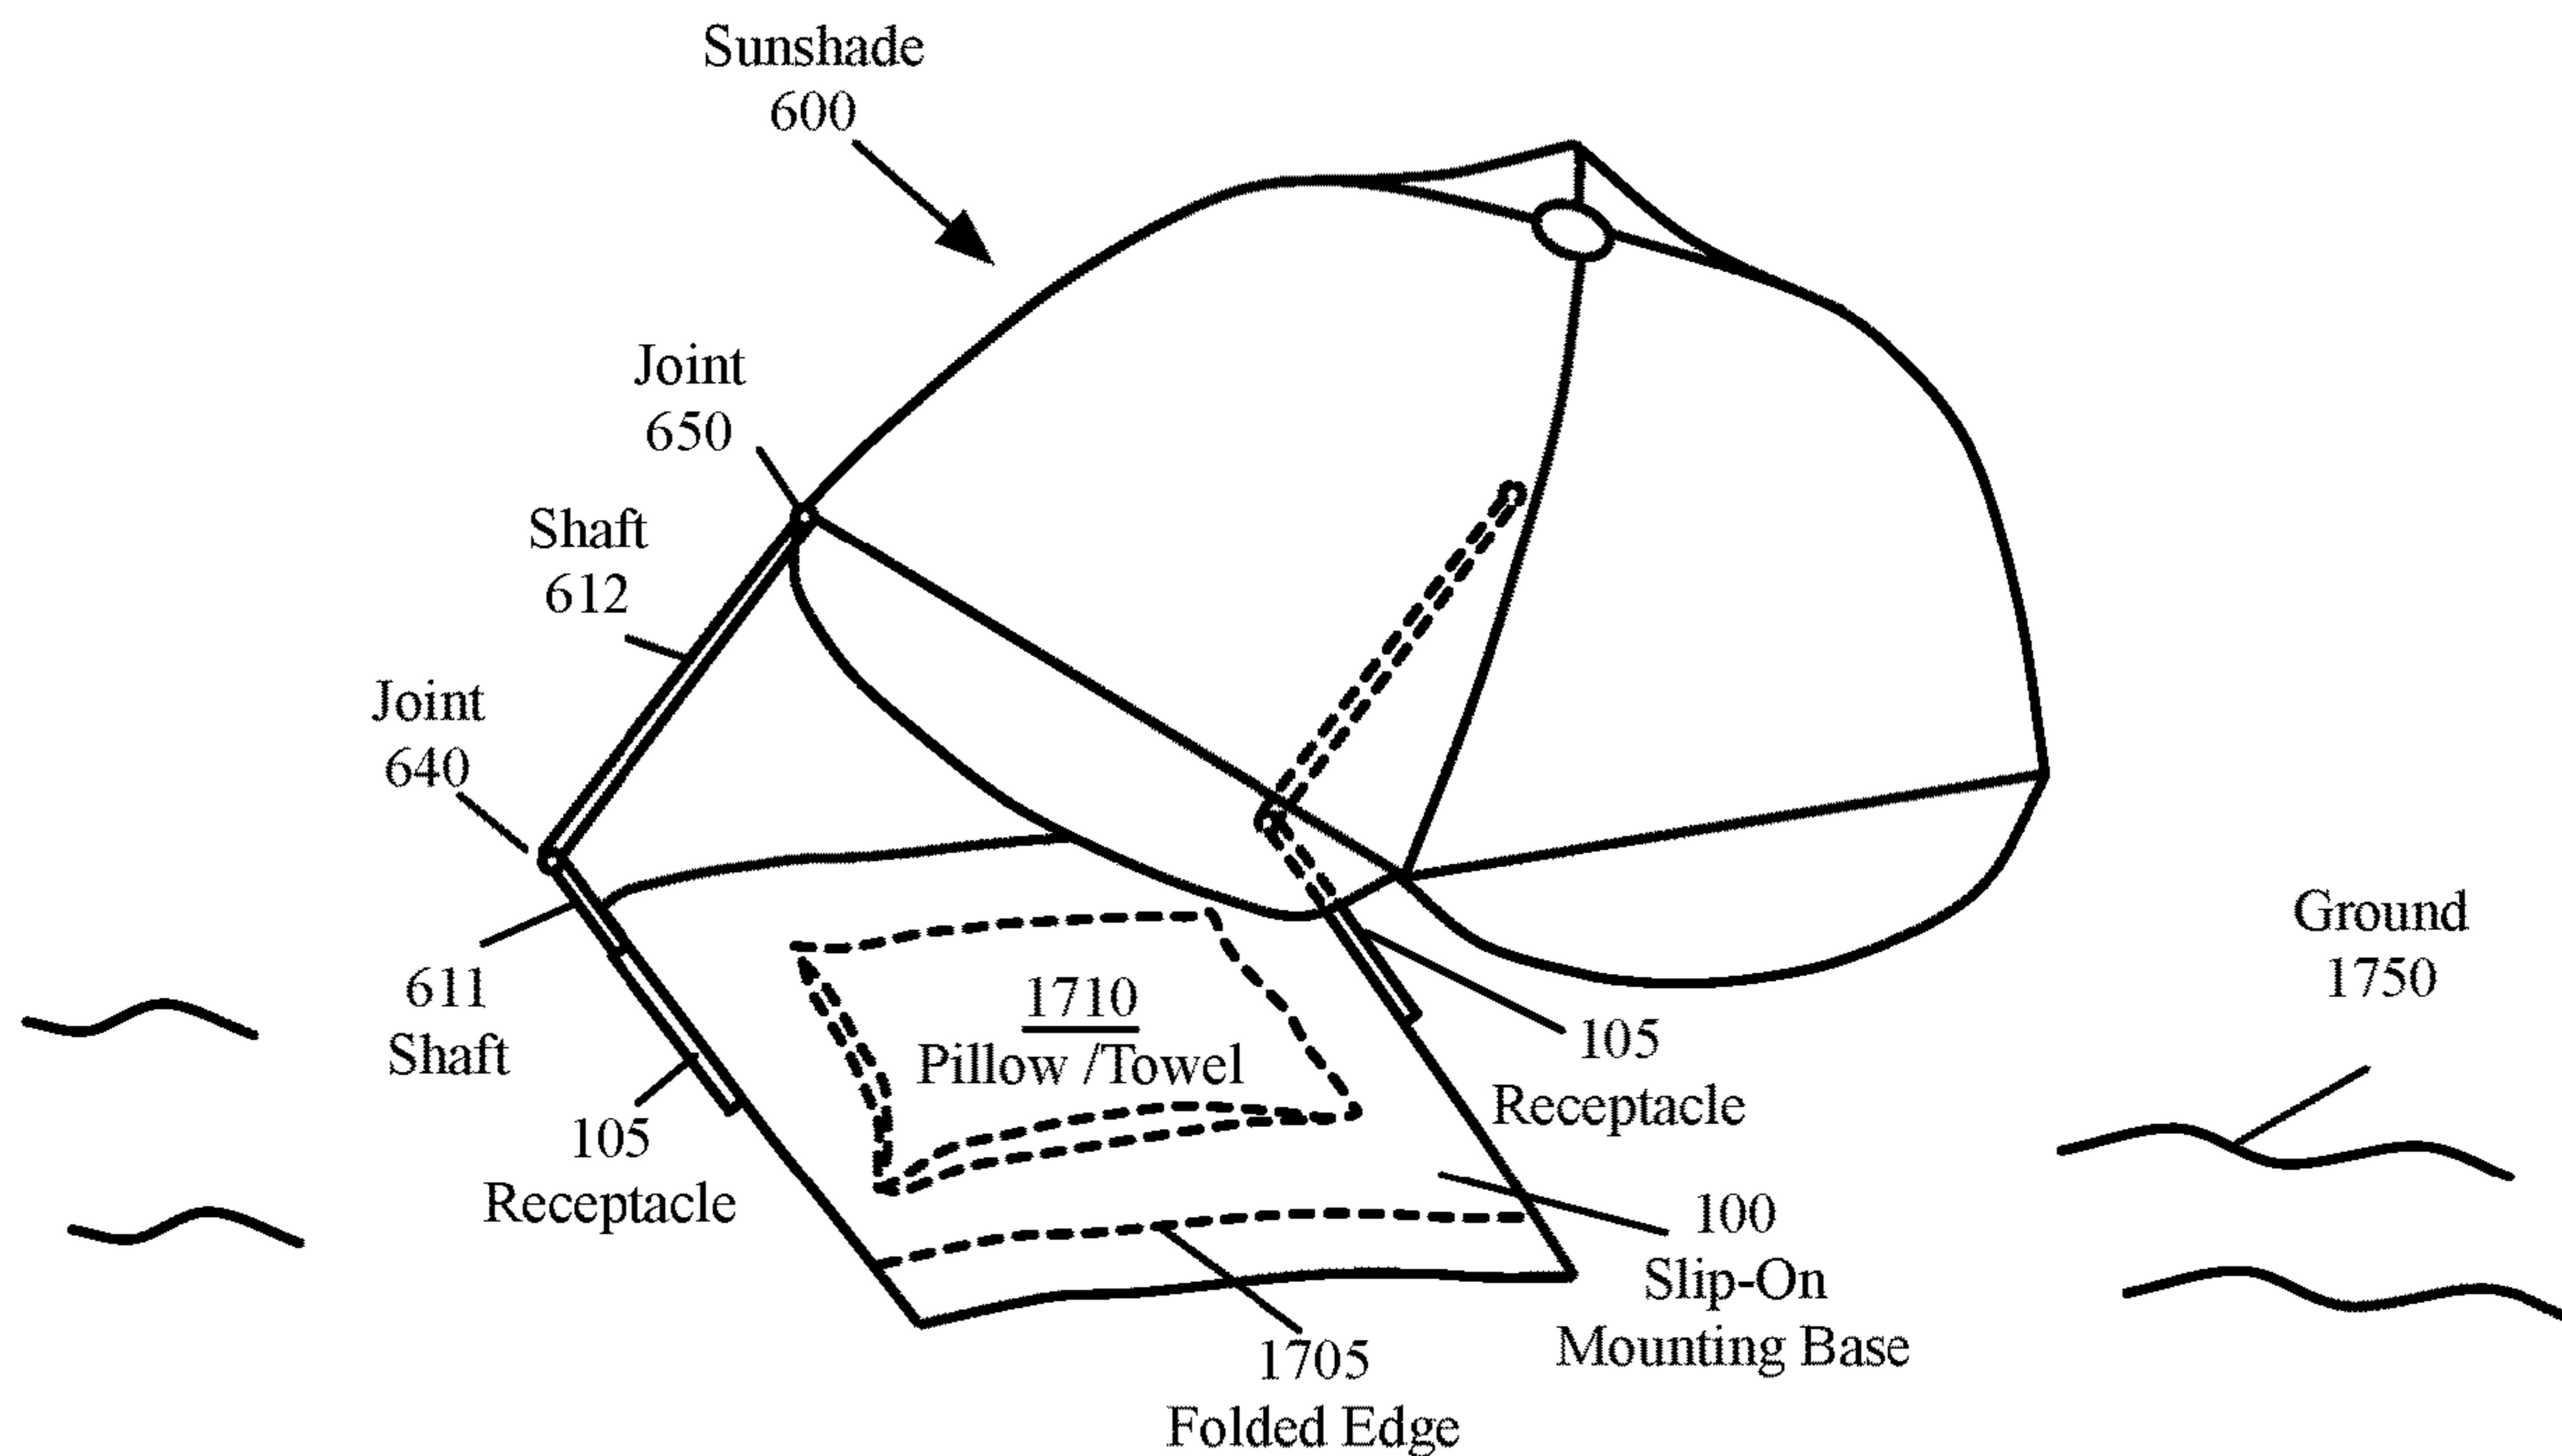 Sunshade
600
Joint
650
Shaft
612
Joint
640
611
Shaft
105
Receptacle
1710
Pillow /Towel
105
Receptacle
Ground
1750
100
Slip-On
Mounting Base
1705
Folded Edge